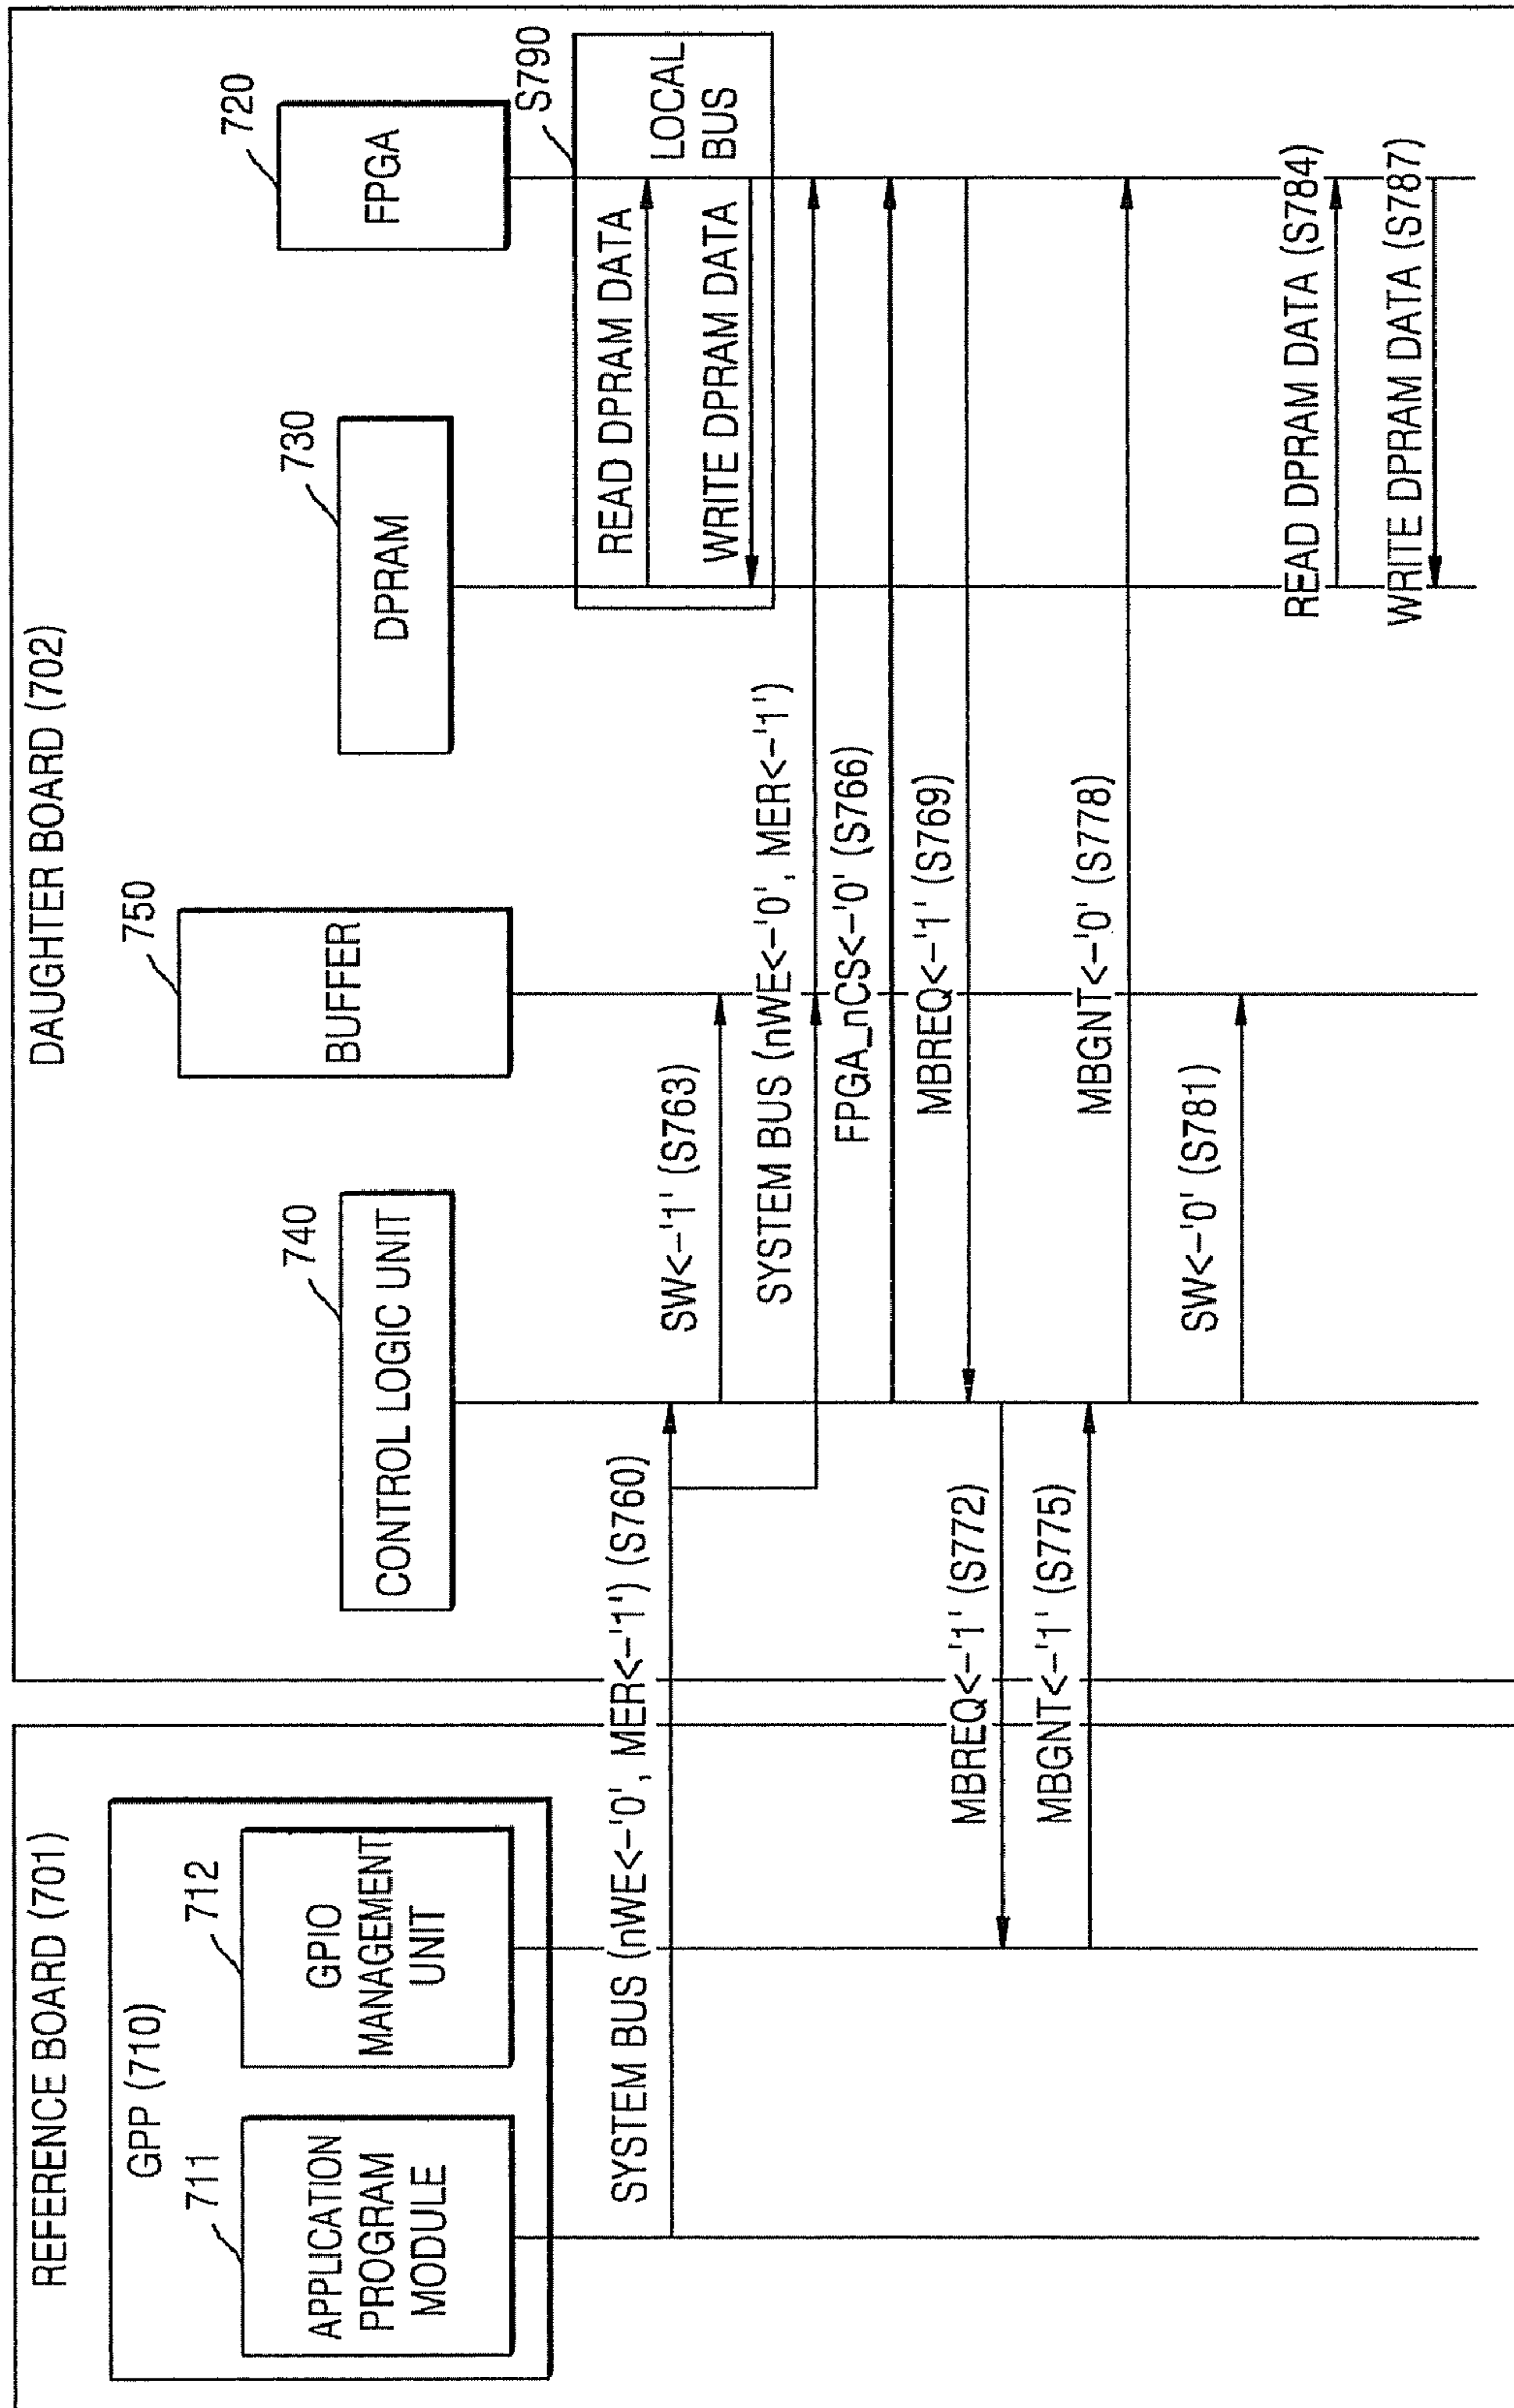 REFERENCE BOARD (701)
GPP (710)
711
APPLICATION
PROGRAM
MODULE
712
GPIO
MANAGEMENT
UNIT
DAUGHTER BOARD (702)
740
CONTROL LOGIC UNIT
750
BUFFER
730
DPRAM
720
FPGA
S790
LOCAL
BUS
READ DPRAM DATA
WRITE DPRAM DATA
SYSTEM BUS (nWE<-'0', MER<-'1') (S760)
SW<-'1' (S763)
SYSTEM BUS (nWE<-'0', MER<-'1')
FPGA_nCS<-'0' (S766)
MBREQ<-'1' (S769)
MBREQ<-'1' (S772)
MBGNT<-'1' (S775)
MBGNT<-'0' (S778)
SW<-'0' (S781)
READ DPRAM DATA (S784)
WRITE DPRAM DATA (S787)